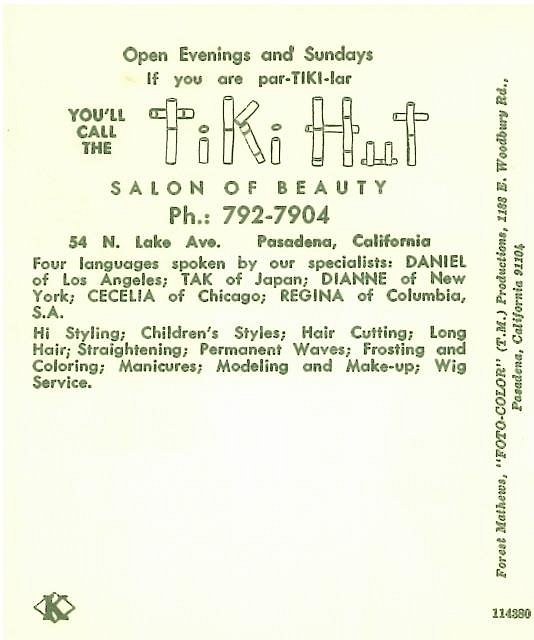 Open Evenings and Sundays
If you are par-TIKI-lar
YOU'LL
CALL
THE
Tiki Hut
SALON OF BEAUTY
Ph.: 792-7904
54 N. Lake Ave. Pasadena, California
Four languages spoken by our specialists: DANIEL
of Los Angeles; TAK of Japan; DIANNE of New
York; CECELIA of Chicago; REGINA of Columbia,
S.A.
Hi Styling; Children's Styles; Hair Cutting; Long
Hair; Straightening; Permanent Waves; Frosting and
Coloring; Manicures; Modeling and Make-up; Wig
Service.
Forest Mathews, "FOTO-COLOR" (T.M.) Productions, 1188 E. Woodbury Rd.,
Pasadena, California 91104
K
114380